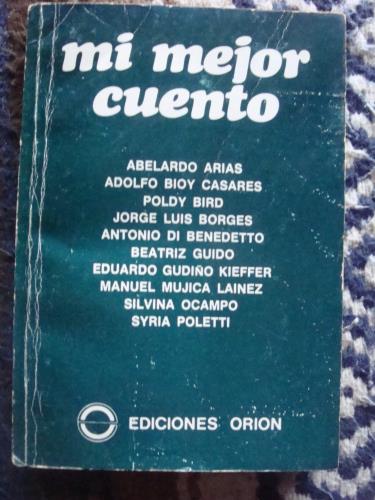 mi mejor
cuento
ABELARDO ARIAS
ADOLFO BIOY CASARES
POLDY BIRD
JORGE LUIS BORGES
ANTONIO DI BENEDETTO
BEATRIZ GUIDO
EDUARDO GUDIÑO KIEFFER
MANUEL MUJICA LAINEZ
SILVINA OCAMPO
SYRIA POLETTI
EDICIONES ORION